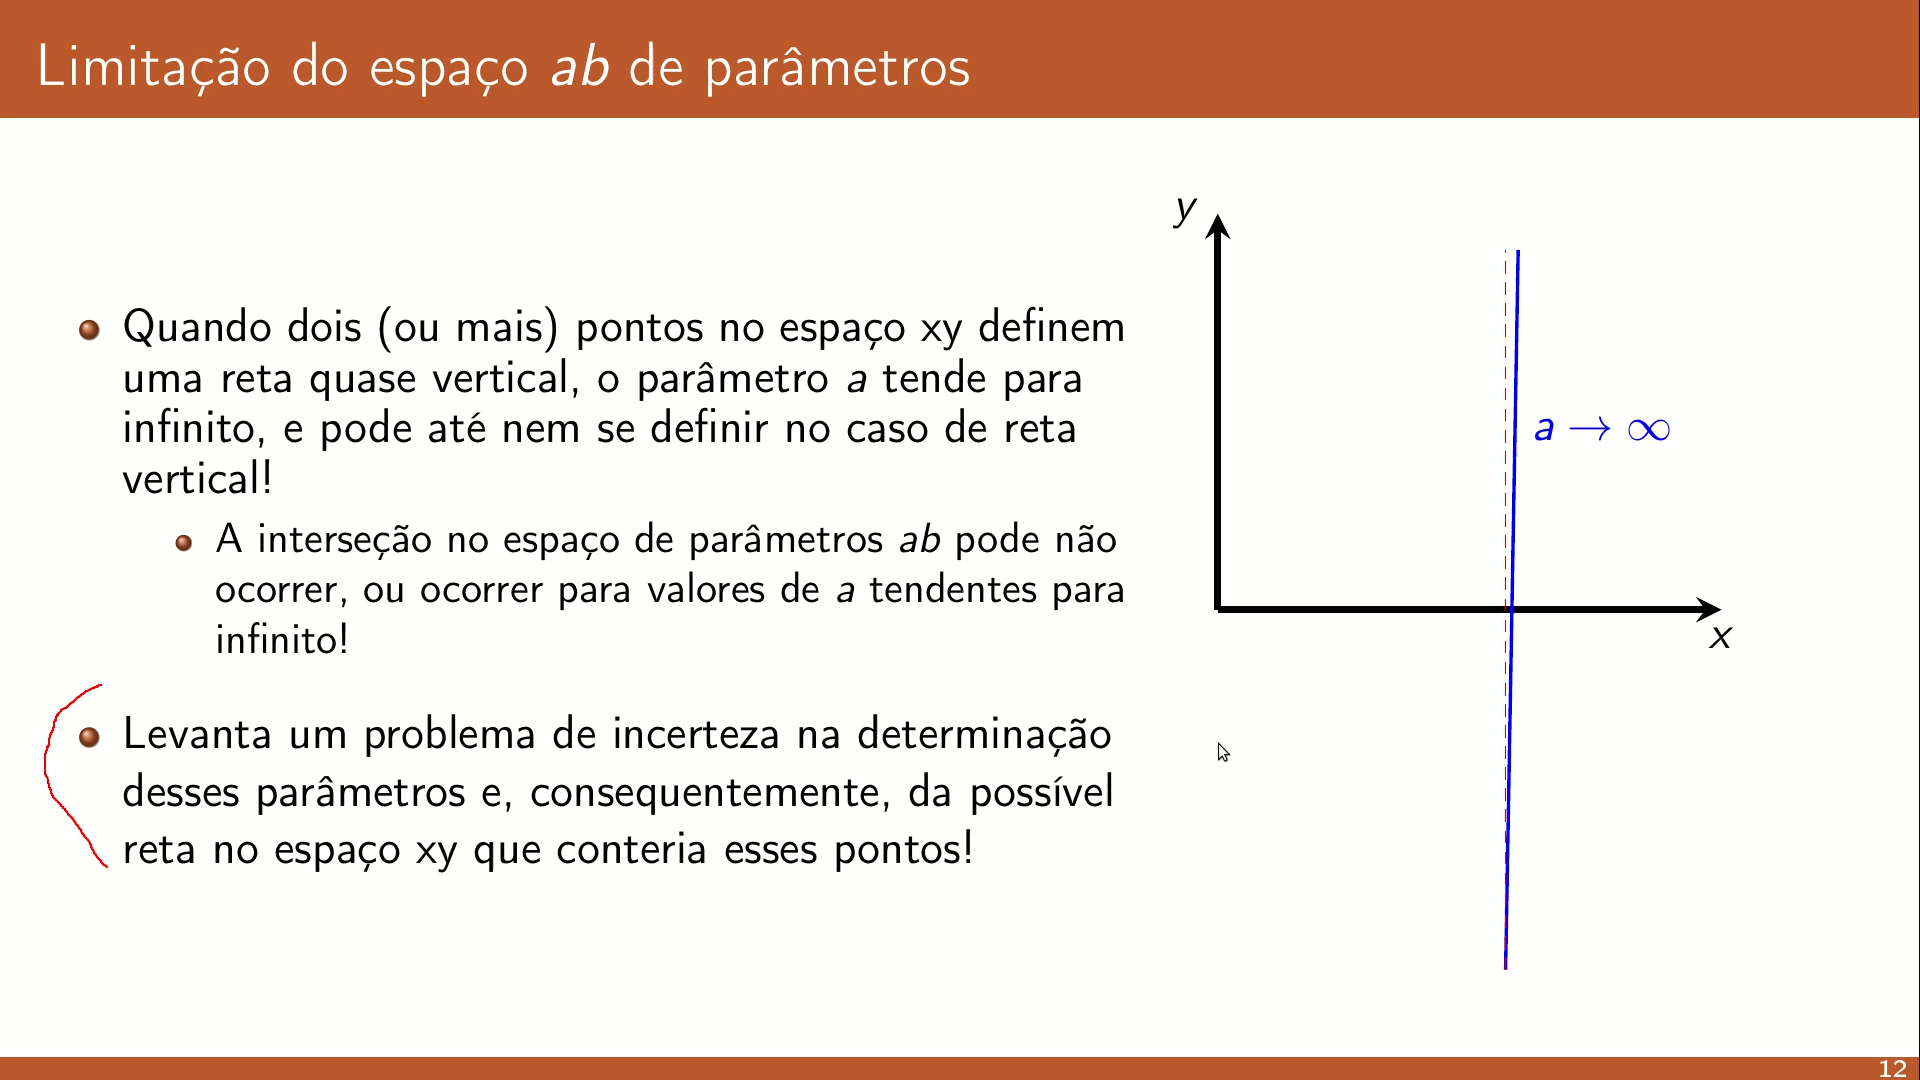 Limitação do espaço ab de parâmetros
Quando dois (ou mais) pontos no espaço xy definem
uma reta quase vertical, o parâmetro a tende para
infinito, e pode até nem se definir no caso de reta
vertical!
A interseção no espaço de parâmetros ab pode não
ocorrer, ou ocorrer para valores de a tendentes para
infinito!
Levanta um problema de incerteza na determinação
desses parâmetros e, consequentemente, da possível
reta no espaço xy que conteria esses pontos!
y
a → ∞
x
12